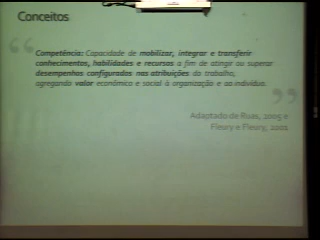 Conceitos
Competência: Capacidade de mobilizar, integrar e transferir
conhecimentos, habilidades e recursos a fim de atingir ou superar
desempenhos configurados nas atribuições do trabalho,
agregando valor econômico e social à organização e ao indivíduo.
Adaptado de Ruas, 2005 e
Fleury e Fleury, 2001